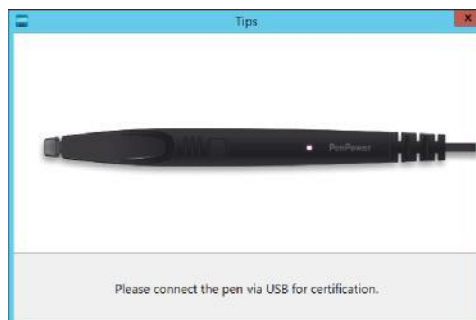 Tips
x
PenPower
Please connect the pen via USB for certification.